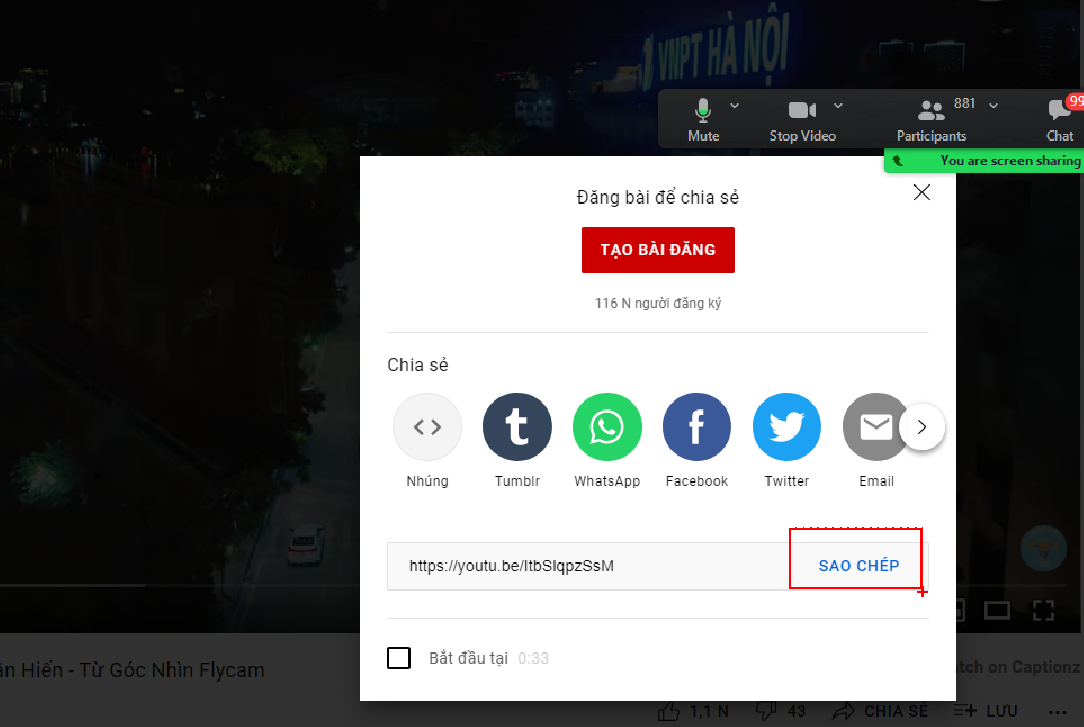 VNPT HÀ NỘI
881
99
Mute
Stop Video
Participants
Chat
You are screen sharing
Đăng bài để chia sẻ
TẠO BÀI ĐĂNG
116 N người đăng ký
Chia sẻ
Nhúng
Tumblr
WhatsApp
Facebook
Twitter
Email
https://youtu.be/ltbSlqpzSsM
SAO CHÉP
Bắt đầu tại 0:33
Hiến - Từ Góc Nhìn Flycam
on Captionz
1,1 N
43
CHIA SẺ
LƯU